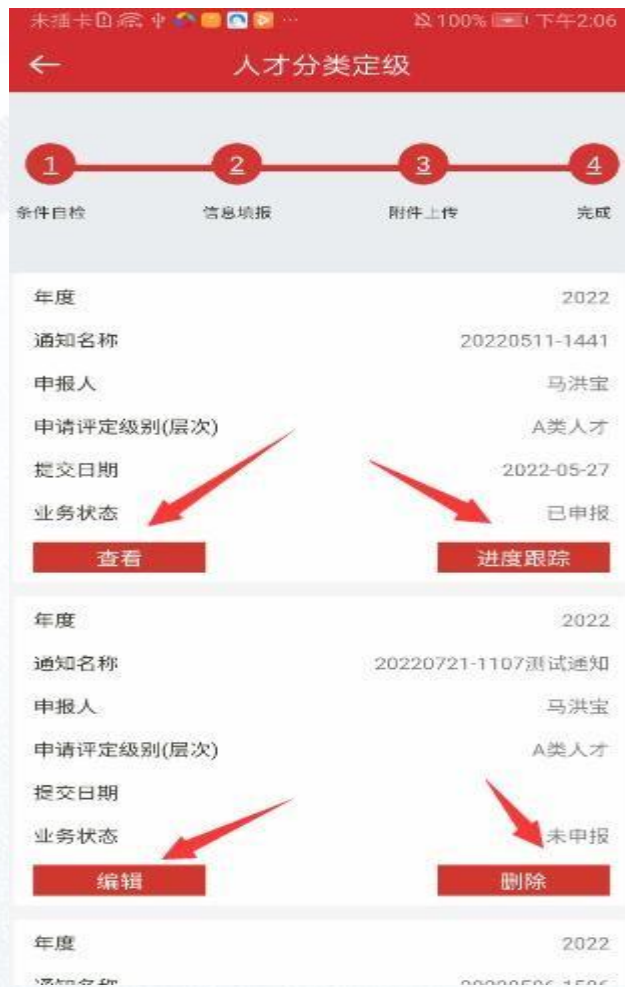 未插卡 100% 下午2:06
人才分类定级
1 2 3 4
条件自检 信息填报 附件上传 完成
年度 2022
通知名称 20220511-1441
申报人 马洪宝
申请评定级别(层次) A类人才
提交日期 2022-05-27
业务状态 已申报
查看 进度跟踪
年度 2022
通知名称 20220721-1107测试通知
申报人 马洪宝
申请评定级别(层次) A类人才
提交日期
业务状态 未申报
编辑 删除
年度 2022
通知名称